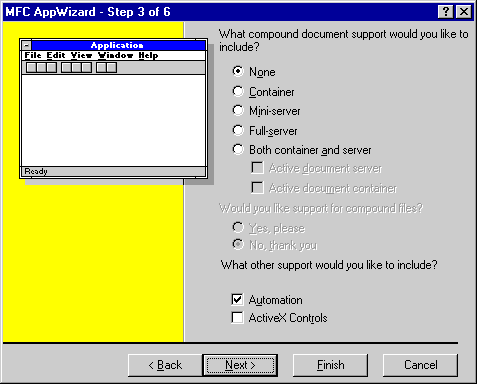 MFC AppWizard - Step 3 of 6
Application
File Edit View Window Help
Ready
What compound document support would you like to
include?
None
Container
Mini-server
Full-server
Both container and server
Active document server
Active document container
Would you like support for compound files?
Yes, please
No, thank you
What other support would you like to include?
Automation
ActiveX Controls
< Back
Next >
Finish
Cancel